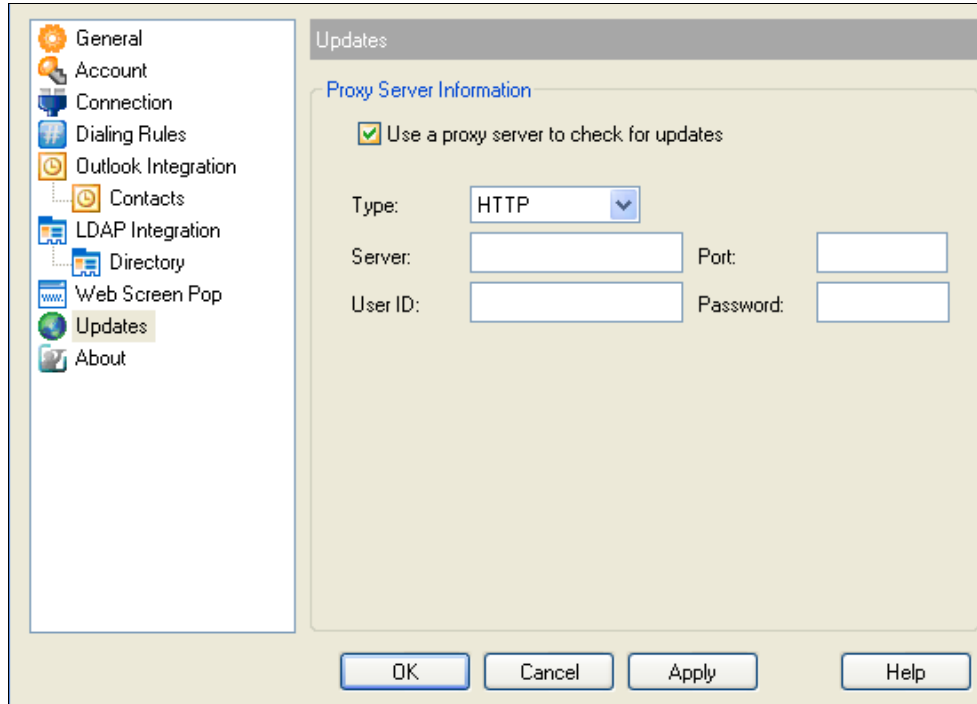 General
Account
Connection
Dialing Rules
Outlook Integration
Contacts
LDAP Integration
Directory
www.
Web Screen Pop
Updates
About
Updates
Proxy Server Information
Use a proxy server to check for updates
Type: HTTP
Server: Port:
User ID: Password:
OK Cancel Apply Help